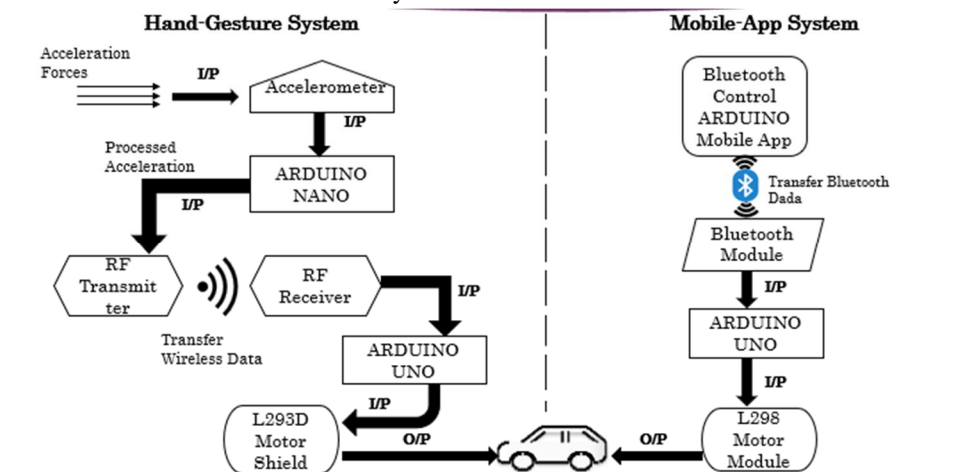 Hand-Gesture System
Acceleration
Forces
I/P
Accelerometer
I/P
Processed
Acceleration
ARDUINO
NANO
I/P
RF
Transmit
ter
RF
Receiver
I/P
Transfer
Wireless Data
ARDUINO
UNO
I/P
L293D
Motor
Shield
O/P
Mobile-App System
Bluetooth
Control
ARDUINO
Mobile App
Transfer Bluetooth
Dada
Bluetooth
Module
I/P
ARDUINO
UNO
I/P
L298
Motor
Module
O/P